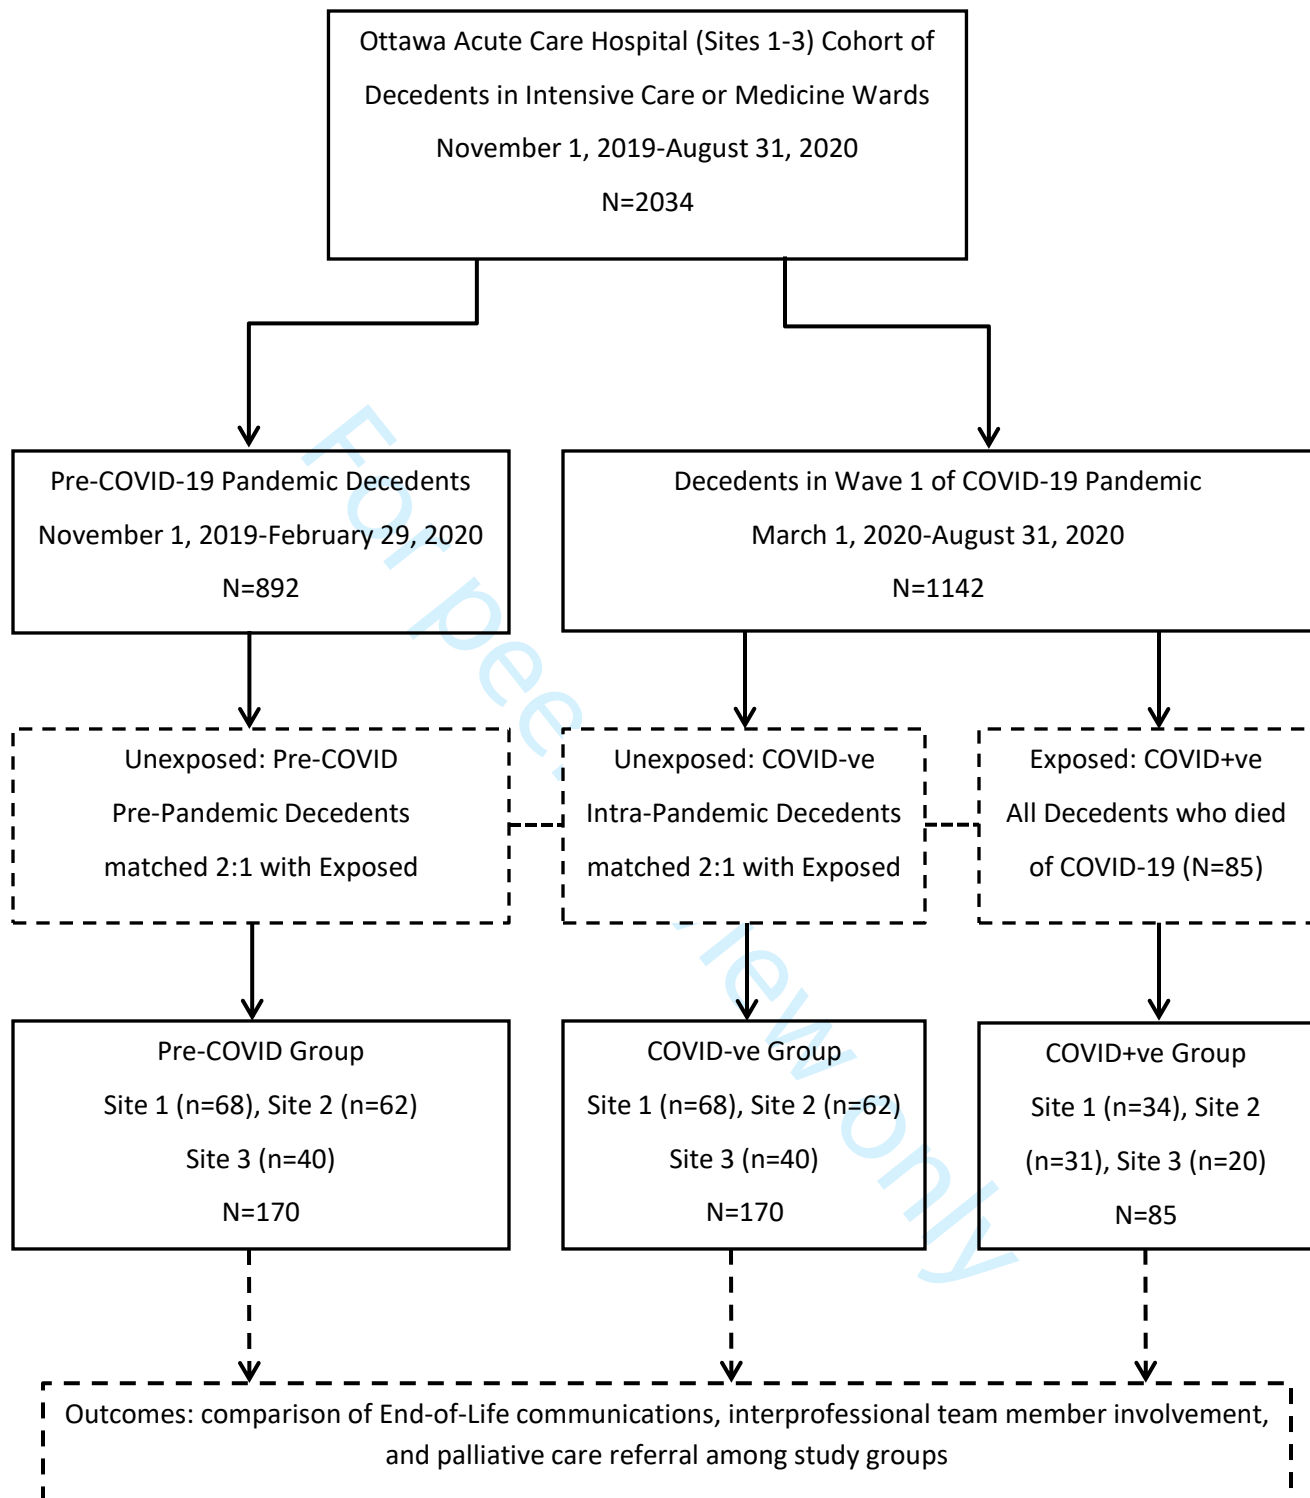 Ottawa Acute Care Hospital (Sites 1-3) Cohort of
Decedents in Intensive Care or Medicine Wards
November 1, 2019-August 31, 2020
N=2034
Pre-COVID-19 Pandemic Decedents
November 1, 2019-February 29, 2020
N=892
Decedents in Wave 1 of COVID-19 Pandemic
March 1, 2020-August 31, 2020
N=1142
Unexposed: Pre-COVID
Pre-Pandemic Decedents
matched 2:1 with Exposed
Unexposed: COVID-ve
Intra-Pandemic Decedents
matched 2:1 with Exposed
Exposed: COVID+ve
All Decedents who died
of COVID-19 (N=85)
Pre-COVID Group
Site 1 (n=68), Site 2 (n=62)
Site 3 (n=40)
N=170
COVID-ve Group
Site 1 (n=68), Site 2 (n=62)
Site 3 (n=40)
N=170
COVID+ve Group
Site 1 (n=34), Site 2
(n=31), Site 3 (n=20)
N=85
Outcomes: comparison of End-of-Life communications, interprofessional team member involvement,
and palliative care referral among study groups
For pee view only